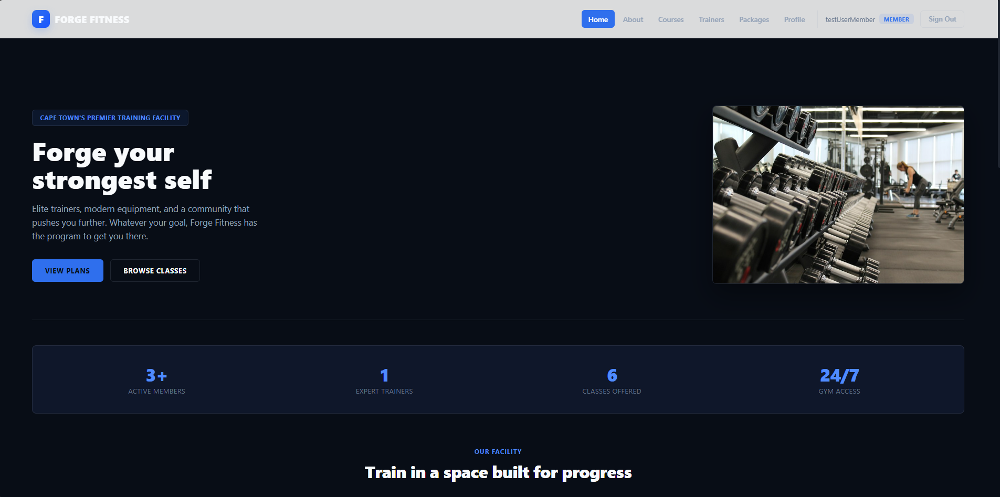 F FORGE FITNESS
Home About Courses Trainers Packages Profile testUserMember MEMBER Sign Out
CAPE TOWN'S PREMIER TRAINING FACILITY
Forge your
strongest self
Elite trainers, modern equipment, and a community that
pushes you further. Whatever your goal, Forge Fitness has
the program to get you there.
VIEW PLANS BROWSE CLASSES
3+ 1 6 24/7
ACTIVE MEMBERS EXPERT TRAINERS CLASSES OFFERED GYM ACCESS
OUR FACILITY
Train in a space built for progress